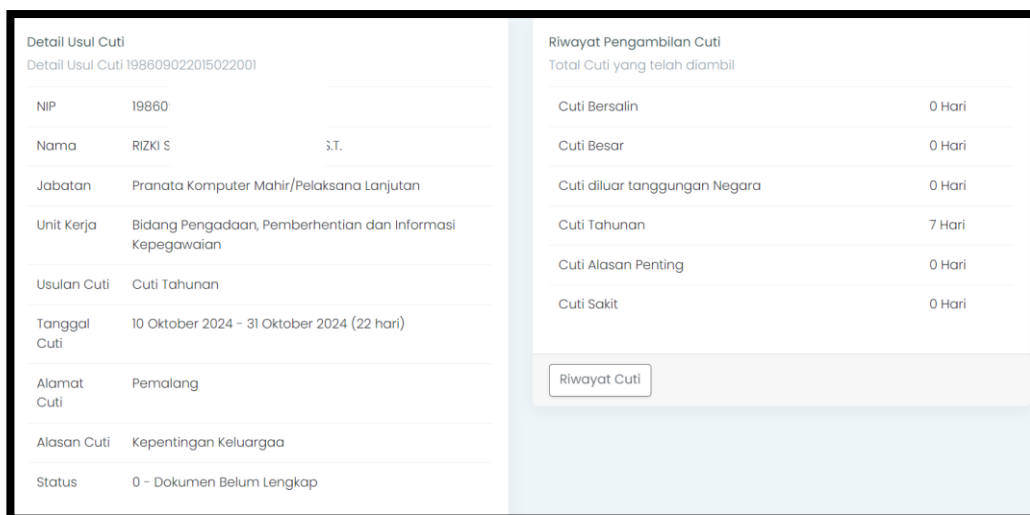 Detail Usul Cuti
Detail Usul Cuti 198609022015022001
NIP 19860
Nama RIZKI S S.T.
Jabatan Pranata Komputer Mahir/Pelaksana Lanjutan
Unit Kerja Bidang Pengadaan, Pemberhentian dan Informasi
Kepegawaian
Usulan Cuti Cuti Tahunan
Tanggal 10 Oktober 2024 - 31 Oktober 2024 (22 hari)
Cuti
Alamat Pemalang
Cuti
Alasan Cuti Kepentingan Keluargaa
Status 0 - Dokumen Belum Lengkap
Riwayat Pengambilan Cuti
Total Cuti yang telah diambil
Cuti Bersalin 0 Hari
Cuti Besar 0 Hari
Cuti diluar tanggungan Negara 0 Hari
Cuti Tahunan 7 Hari
Cuti Alasan Penting 0 Hari
Cuti Sakit 0 Hari
Riwayat Cuti